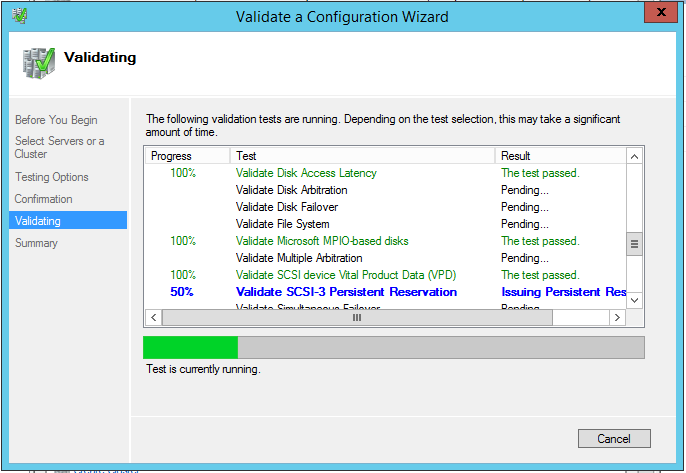 Validate a Configuration Wizard
x
Validating
Before You Begin
Select Servers or a
Cluster
Testing Options
Confirmation
Validating
Summary
The following validation tests are running. Depending on the test selection, this may take a significant
amount of time.
Progress Test Result
100% Validate Disk Access Latency The test passed.
Validate Disk Arbitration Pending...
Validate Disk Failover Pending...
Validate File System Pending...
100% Validate Microsoft MPIO-based disks The test passed.
Validate Multiple Arbitration Pending...
100% Validate SCSI device Vital Product Data (VPD) The test passed.
50% Validate SCSI-3 Persistent Reservation Issuing Persistent Res
Validate Simultaneous Failover Pending
Test is currently running.
Cancel